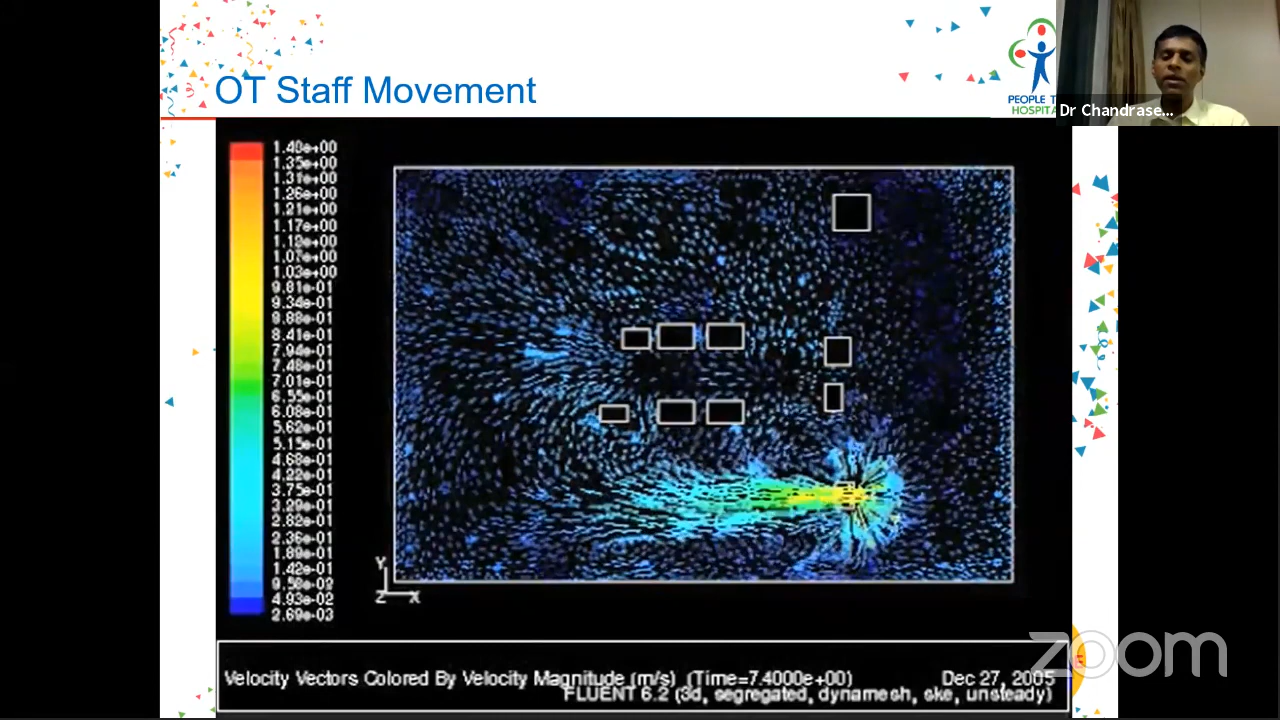 OT Staff Movement
PEOPLE T
HOSPITA
Dr Chandrase...
1.40e+00
1.35e+00
1.31e+00
1.26e+00
1.21e+00
1.17e+00
1.12e+00
1.07e+00
1.03e+00
9.81e-01
9.34e-01
8.88e-01
8.41e-01
7.94e-01
7.48e-01
7.01e-01
6.55e-01
6.08e-01
5.62e-01
5.15e-01
4.68e-01
4.22e-01
3.75e-01
3.29e-01
2.82e-01
2.36e-01
1.89e-01
1.42e-01
9.58e-02
4.93e-02
2.69e-03
Y
Z X
Velocity Vectors Colored By Velocity Magnitude (m/s) (Time=7.4000e+00) Dec 27, 2005
FLUENT 6.2 (3d, segregated, dynamesh, ske, unsteady)
zoom